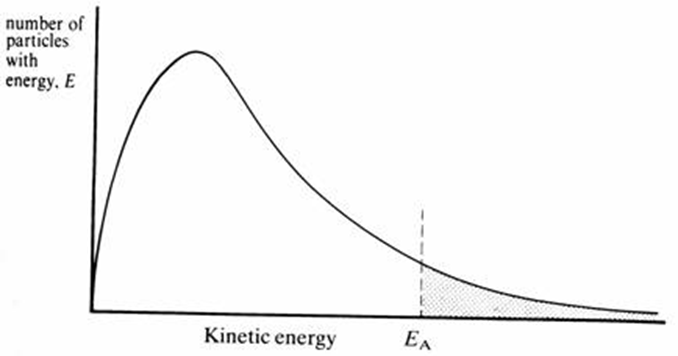 number of
particles
with
energy, E
Kinetic energy
EA